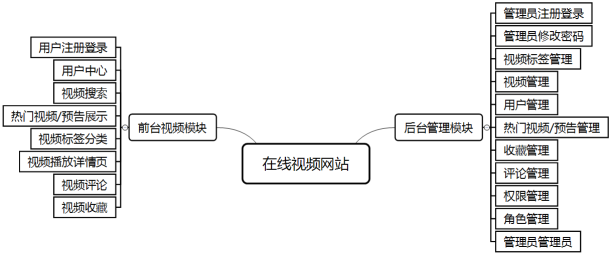 用户注册登录
用户中心
视频搜索
热门视频/预告展示
视频标签分类
视频播放详情页
视频评论
视频收藏
前台视频模块
在线视频网站
后台管理模块
管理员注册登录
管理员修改密码
视频标签管理
视频管理
用户管理
热门视频/预告管理
收藏管理
评论管理
权限管理
角色管理
管理员管理员